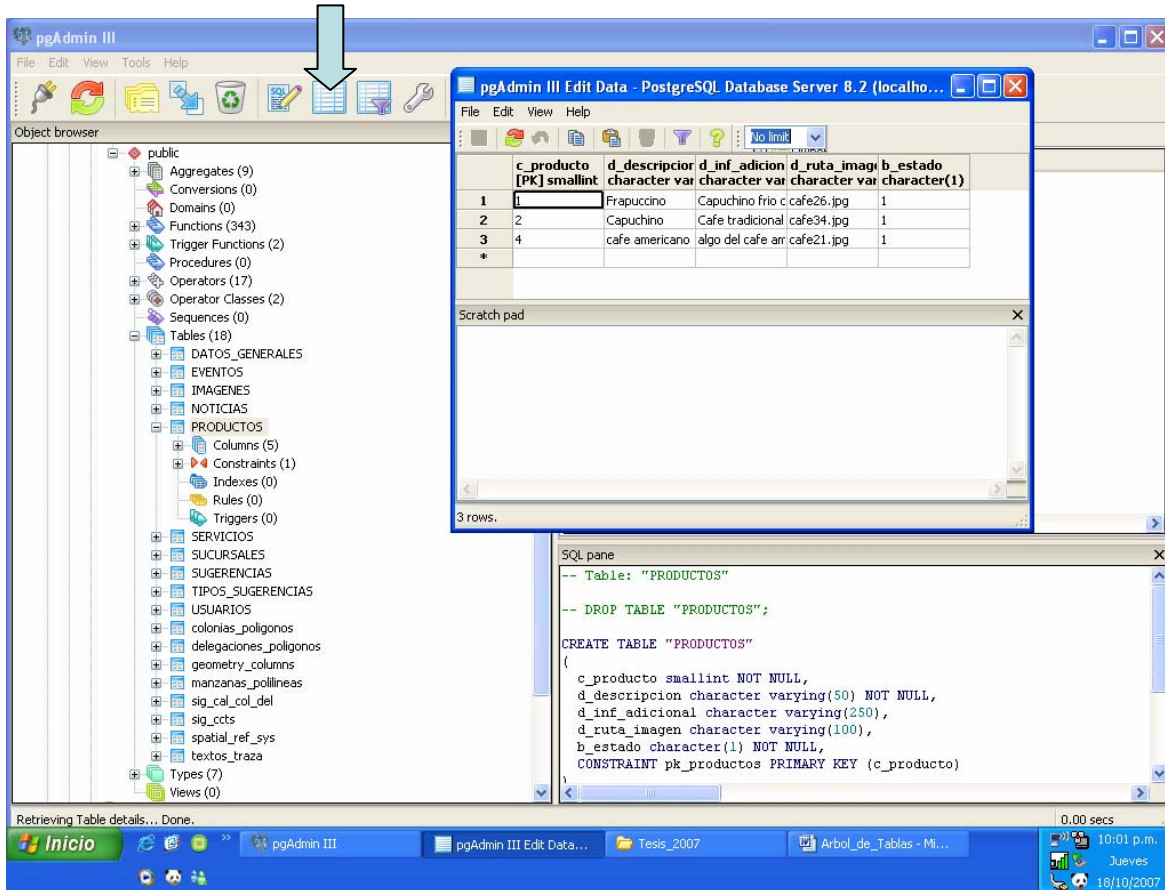 pgAdmin III
File Edit View Tools Help
Object browser
public
Aggregates (9)
Conversions (0)
Domains (0)
Functions (343)
Trigger Functions (2)
Procedures (0)
Operators (17)
Operator Classes (2)
Sequences (0)
Tables (18)
DATOS_GENERALES
EVENTOS
IMAGENES
NOTICIAS
PRODUCTOS
Columns (5)
Constraints (1)
Indexes (0)
Rules (0)
Triggers (0)
SERVICIOS
SUCURSALES
SUGERENCIAS
TIPOS_SUGERENCIAS
USUARIOS
colonias_poligonos
delegaciones_poligonos
geometry_columns
manzanas_polilineas
sig_cal_col_del
sig_ccts
spatial_ref_sys
textos_traza
Types (7)
Views (0)
pgAdmin III Edit Data - PostgreSQL Database Server 8.2 (localho...
File Edit View Help
No limit
c_producto d_descripcior d_inf_adicion d_ruta_imag b_estado
[PK] smallint character var character var character var character(1)
1 1 Frapuccino Capuchino frio c cafe26.jpg 1
2 2 Capuchino Cafe tradicional cafe34.jpg 1
3 4 cafe americano algo del cafe am cafe21.jpg 1
*
Scratch pad
3 rows.
SQL pane
-- Table: "PRODUCTOS"
-- DROP TABLE "PRODUCTOS";
CREATE TABLE "PRODUCTOS"
(
c_producto smallint NOT NULL,
d_descripcion character varying(50) NOT NULL,
d_inf_adicional character varying(250),
d_ruta_imagen character varying(100),
b_estado character(1) NOT NULL,
CONSTRAINT pk_productos PRIMARY KEY (c_producto)
Retrieving Table details... Done.
0.00 secs
Inicio
pgAdmin III
pgAdmin III Edit Data...
Tesis_2007
Arbol_de_Tablas - Mi...
10:01 p.m.
Jueves
18/10/2007